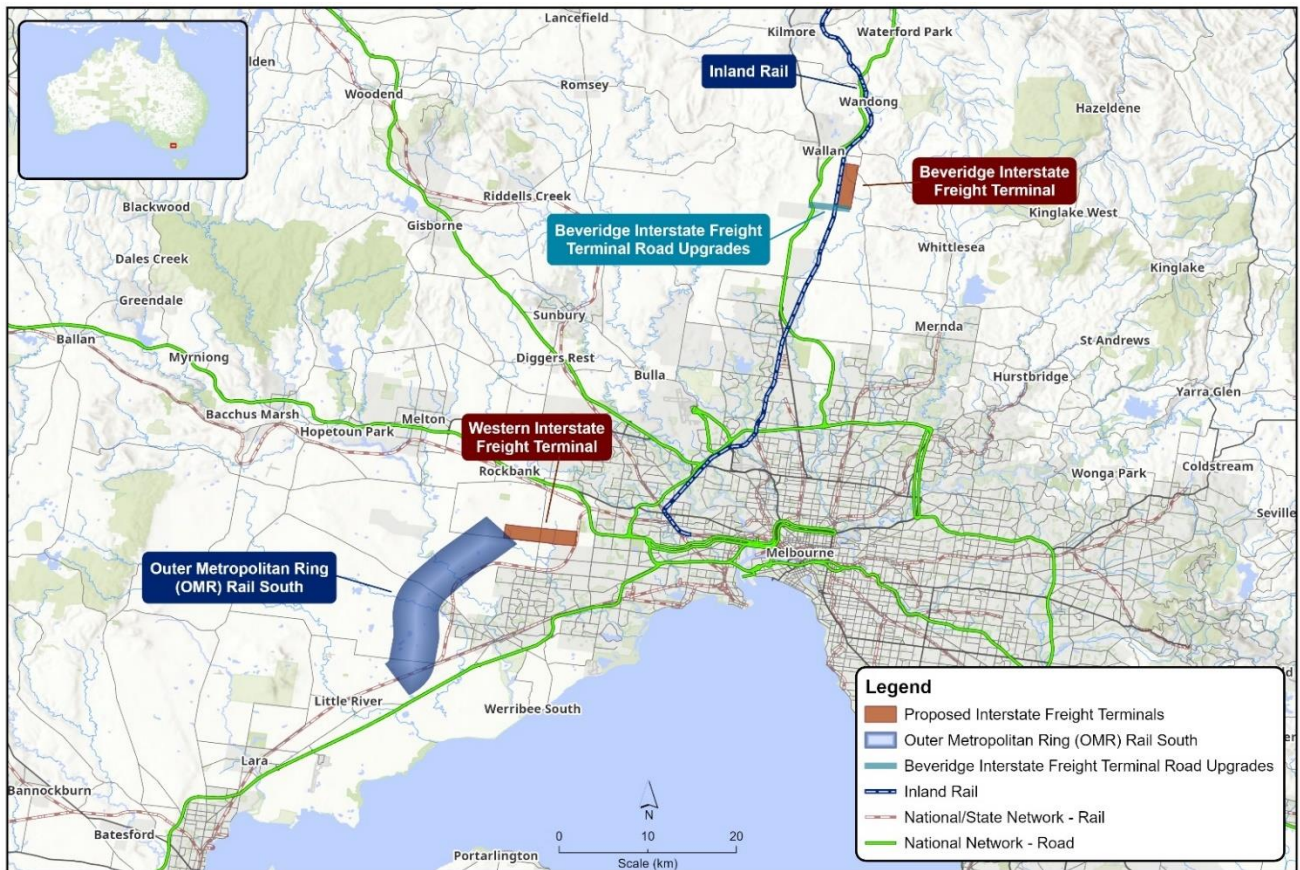 Lancefield
Kilmore
Waterford Park
lden
Inland Rail
Romsey
Woodend
Wandong
Hazeldene
Wallan
Beveridge Interstate
Freight Terminal
Riddells Creek
Blackwood
Gisborne
Beveridge Interstate Freight
Terminal Road Upgrades
Kinglake West
Whittlesea
Dales Creek
Kinglake
Greendale
Sunbury
Mernda
Ballan
Myrniong
Diggers Rest
St Andrews
Bulla
Hurstbridge
Yarra Glen
Bacchus Marsh
Melton
Hopetoun Park
Western Interstate
Freight Terminal
Rockbank
Wonga Park
Coldstream
Seville
Melbourne
Outer Metropolitan Ring
(OMR) Rail South
Little River
Werribee South
Lara
Bannockburn
Batesford
Portarlington
N
0 10 20
Scale (km)
Legend
Proposed Interstate Freight Terminals
Outer Metropolitan Ring (OMR) Rail South
Beveridge Interstate Freight Terminal Road Upgrades
Inland Rail
National/State Network - Rail
National Network - Road